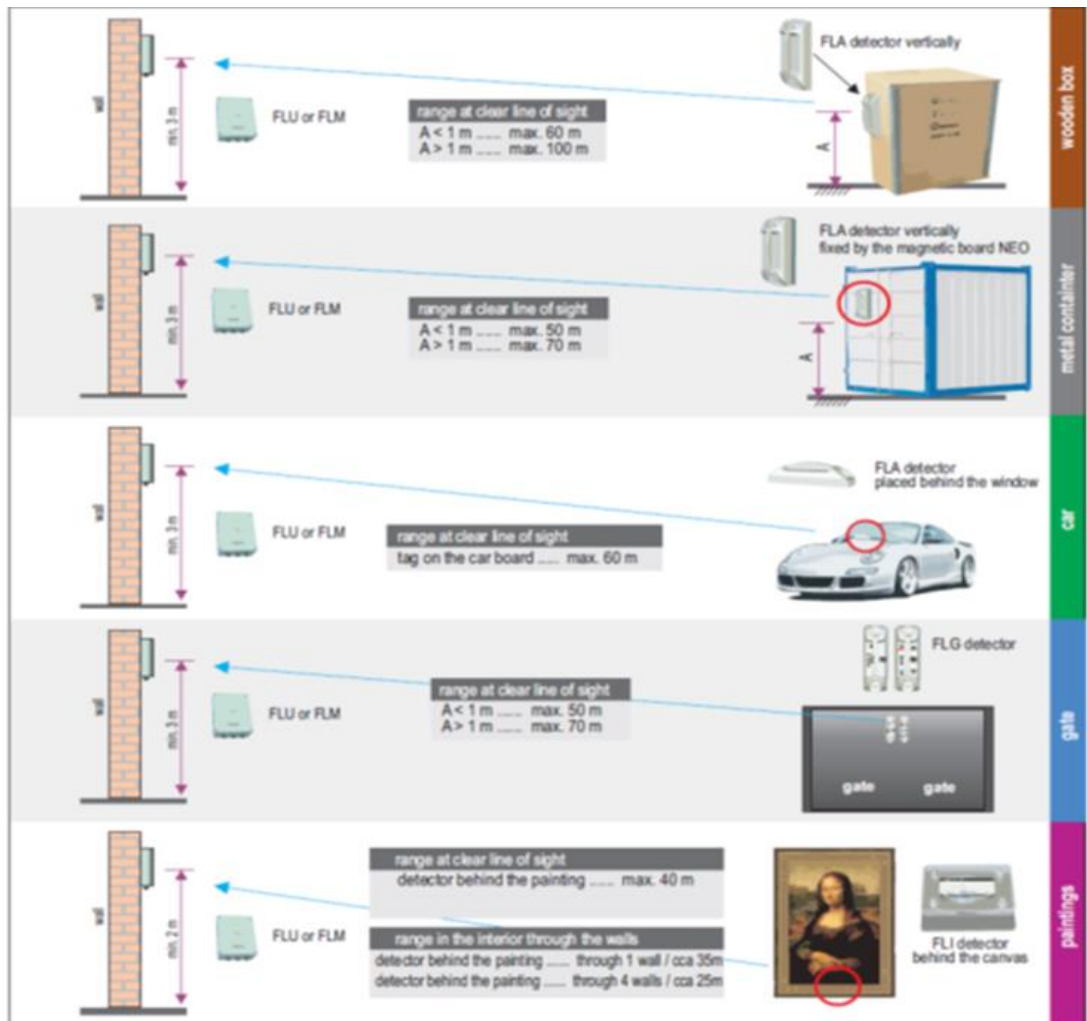 wall
min. 3 m
FLU or FLM
range at clear line of sight
A < 1 m ...... max. 60 m
A > 1 m ...... max. 100 m
FLA detector vertically
A
wooden box
wall
min. 3 m
FLU or FLM
range at clear line of sight
A < 1 m ...... max. 50 m
A > 1 m ...... max. 70 m
FLA detector vertically
fixed by the magnetic board NEO
A
metal containter
wall
min. 3 m
FLU or FLM
range at clear line of sight
tag on the car board ...... max. 60 m
FLA detector
placed behind the window
car
wall
min. 3 m
FLU or FLM
range at clear line of sight
A < 1 m ...... max. 50 m
A > 1 m ...... max. 70 m
FLG detector
gate gate
gate
wall
min. 2 m
FLU or FLM
range at clear line of sight
detector behind the painting ...... max. 40 m
range in the interior through the walls
detector behind the painting ...... through 1 wall / cca 35m
detector behind the painting ...... through 4 walls / cca 25m
FLI detector
behind the canvas
paintings